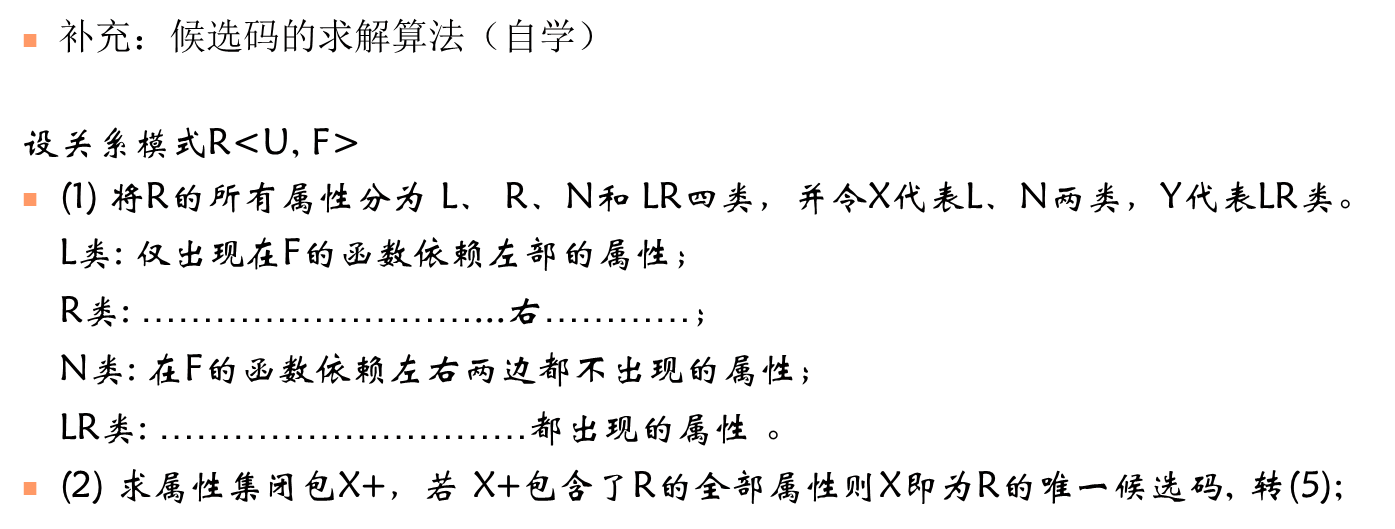 补充：候选码的求解算法（自学）
设关系模式R<U, F>
(1) 将R的所有属性分为 L、 R、N和 LR四类，并令X代表L、N两类，Y代表LR类。
L类: 仅出现在F的函数依赖左部的属性；
R类: ..............................右............；
N类: 在F的函数依赖左右两边都不出现的属性；
LR类: ..............................都出现的属性 。
(2) 求属性集闭包X+，若 X+包含了R的全部属性则X即为R的唯一候选码, 转(5);